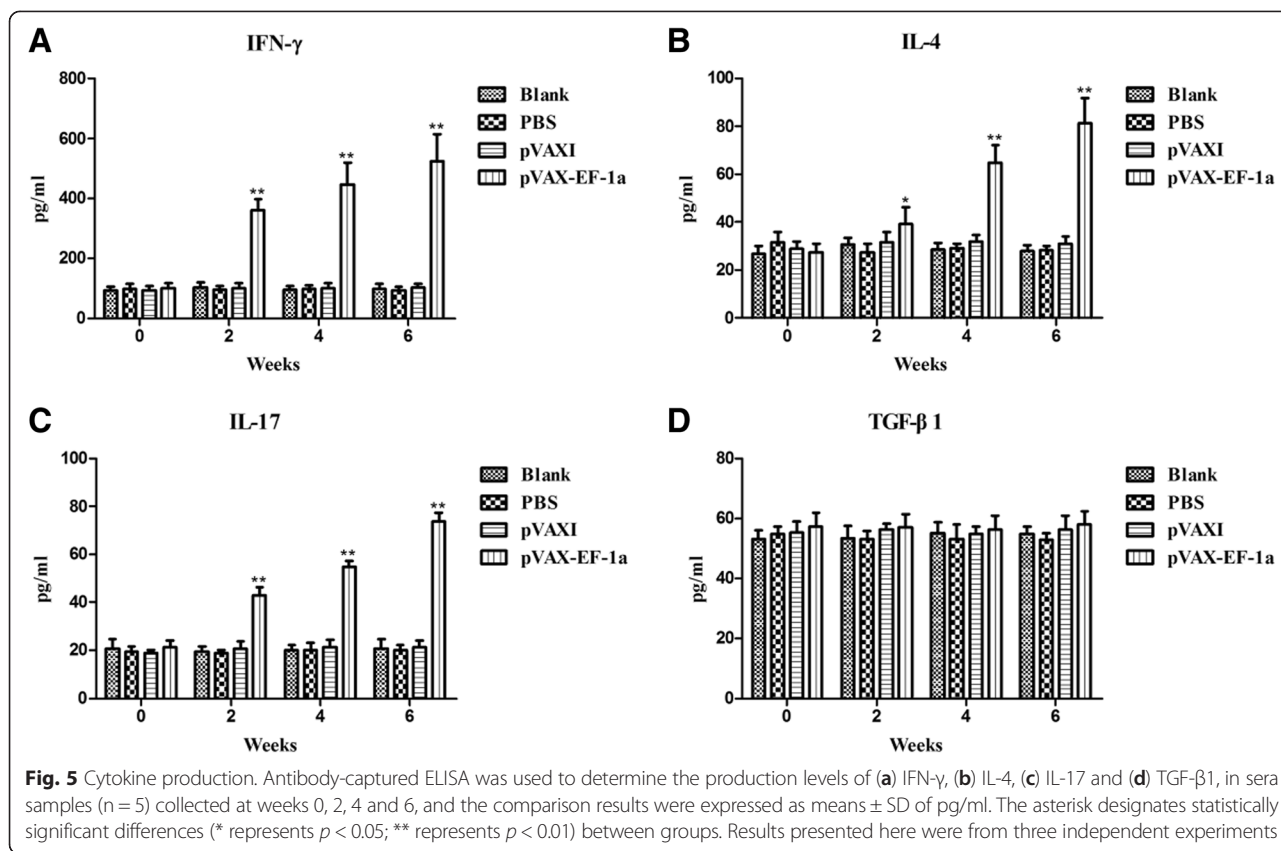 A
IFN-γ
800
600
400
200
0
pg/ml
** ** **
0 2 4 6
Weeks
Blank
PBS
pVAXI
pVAX-EF-1a
B
IL-4
100
80
60
40
20
0
pg/ml
* ** **
0 2 4 6
Weeks
Blank
PBS
pVAXI
pVAX-EF-1a
C
IL-17
100
80
60
40
20
0
pg/ml
** ** **
0 2 4 6
Weeks
Blank
PBS
pVAXI
pVAX-EF-1a
D
TGF-β 1
80
60
40
20
0
pg/ml
0 2 4 6
Weeks
Blank
PBS
pVAXI
pVAX-EF-1a
Fig. 5 Cytokine production. Antibody-captured ELISA was used to determine the production levels of (a) IFN-γ, (b) IL-4, (c) IL-17 and (d) TGF-β1, in sera
samples (n = 5) collected at weeks 0, 2, 4 and 6, and the comparison results were expressed as means ± SD of pg/ml. The asterisk designates statistically
significant differences (* represents p < 0.05; ** represents p < 0.01) between groups. Results presented here were from three independent experiments